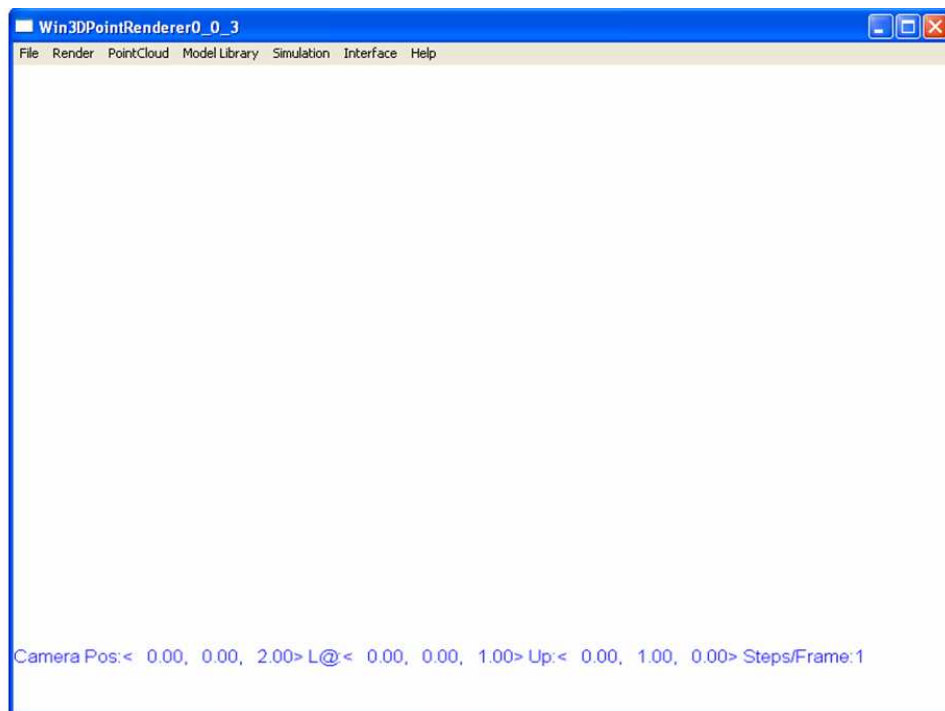 Win3DPointRenderer0_0_3
File Render PointCloud Model Library Simulation Interface Help
Camera Pos:< 0.00, 0.00, 2.00> L@:< 0.00, 0.00, 1.00> Up:< 0.00, 1.00, 0.00> Steps/Frame:1